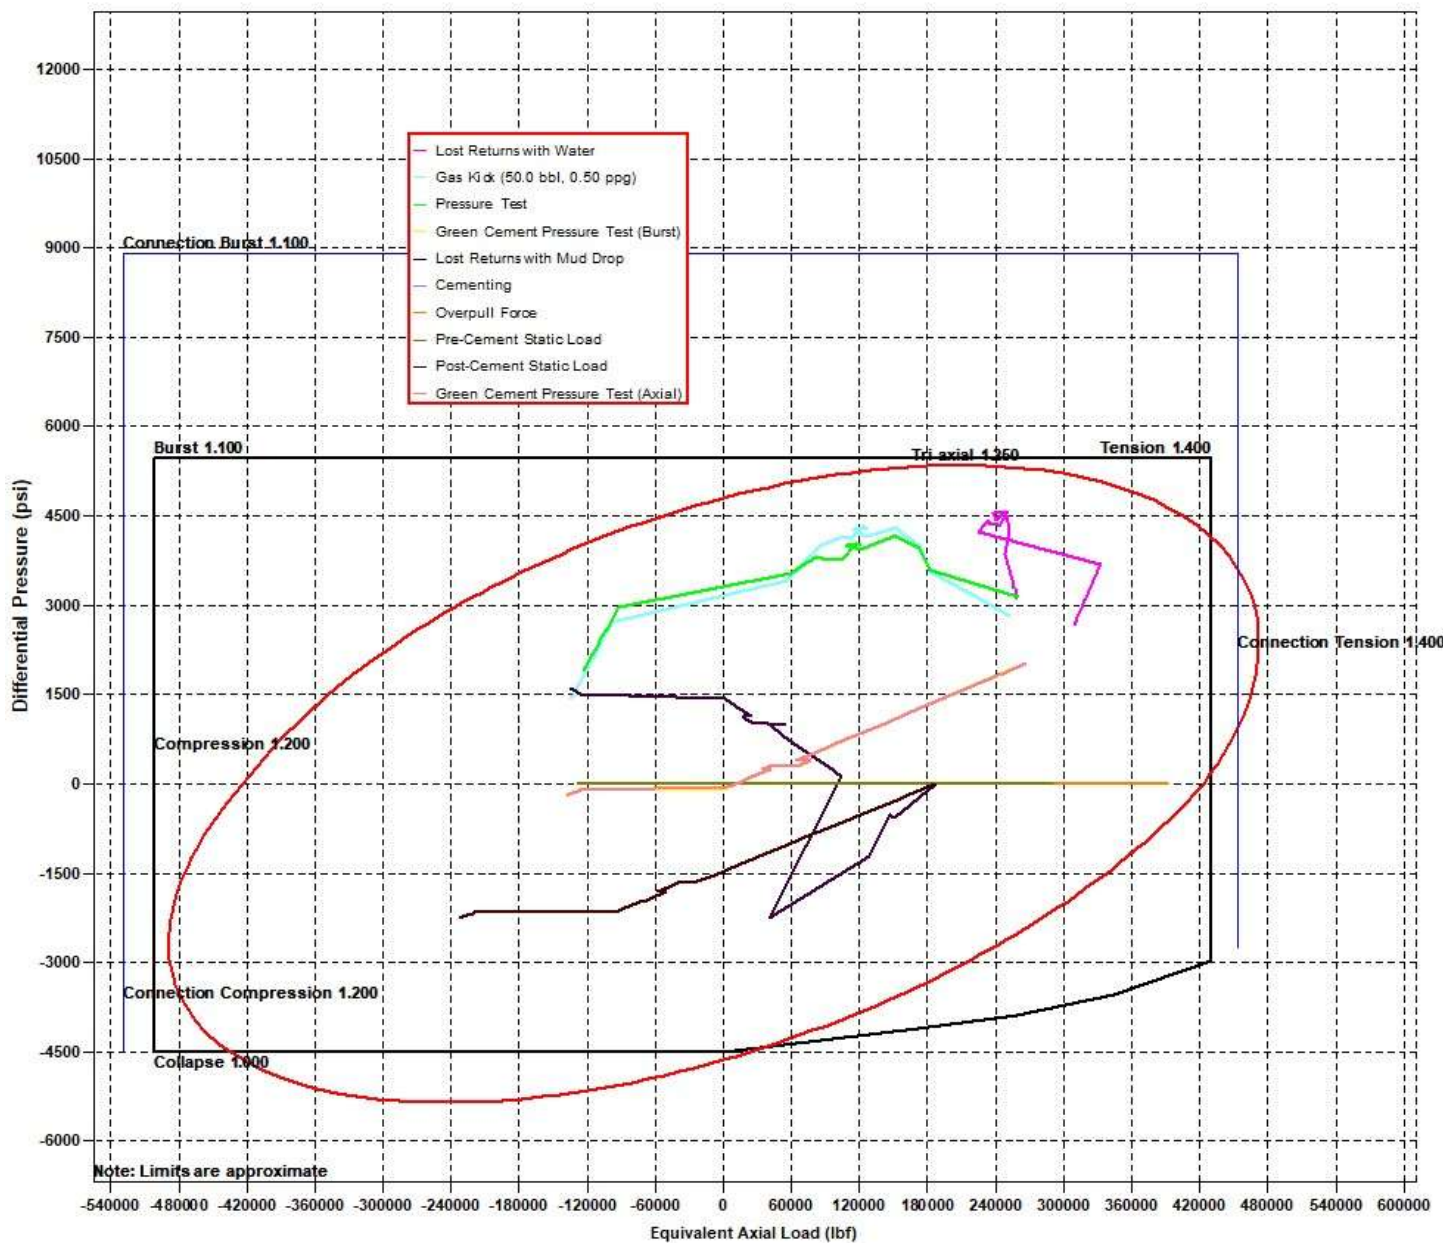 12000
10500
9000
7500
6000
4500
3000
1500
0
-1500
-3000
-4500
-6000
Differential Pressure (psi)
Lost Returns with Water
Gas Kick (50.0 bbl, 0.50 ppg)
Pressure Test
Green Cement Pressure Test (Burst)
Lost Returns with Mud Drop
Cementing
Overpull Force
Pre-Cement Static Load
Post-Cement Static Load
Green Cement Pressure Test (Axial)
Connection Burst 1.100
Burst 1.100
Tri-axial 1.250
Tension 1.400
Connection Tension 1.400
Compression 1.200
Connection Compression 1.200
Collapse 1.000
Note: Limits are approximate
-540000 -480000 -420000 -360000 -300000 -240000 -180000 -120000 -60000 0 60000 120000 180000 240000 300000 360000 420000 480000 540000 600000
Equivalent Axial Load (lbf)